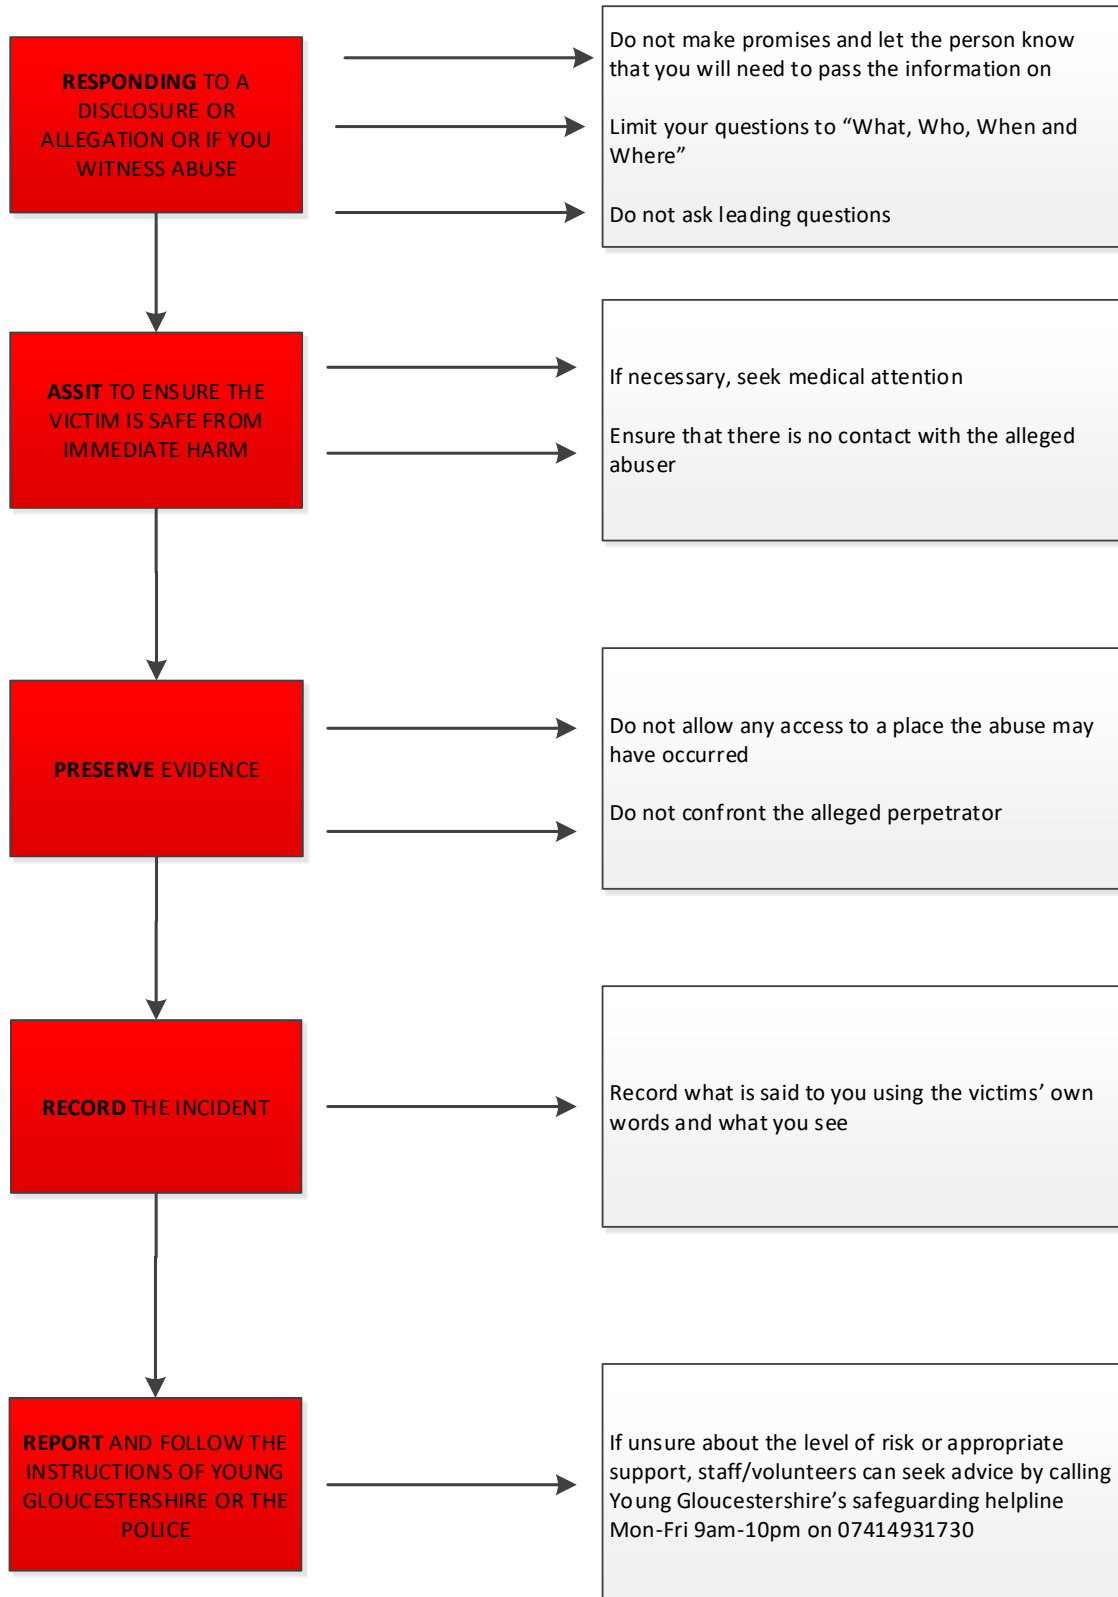 RESPONDING TO A
DISCLOSURE OR
ALLEGATION OR IF YOU
WITNESS ABUSE
Do not make promises and let the person know
that you will need to pass the information on
Limit your questions to “What, Who, When and
Where”
Do not ask leading questions
ASSIT TO ENSURE THE
VICTIM IS SAFE FROM
IMMEDIATE HARM
If necessary, seek medical attention
Ensure that there is no contact with the alleged
abuser
PRESERVE EVIDENCE
Do not allow any access to a place the abuse may
have occurred
Do not confront the alleged perpetrator
RECORD THE INCIDENT
Record what is said to you using the victims’ own
words and what you see
REPORT AND FOLLOW THE
INSTRUCTIONS OF YOUNG
GLOUCESTERSHIRE OR THE
POLICE
If unsure about the level of risk or appropriate
support, staff/volunteers can seek advice by calling
Young Gloucestershire’s safeguarding helpline
Mon-Fri 9am-10pm on 07414931730